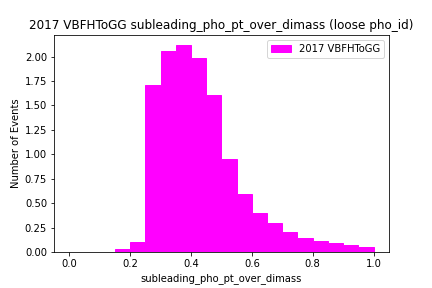 2017 VBFHToGG subleading_pho_pt_over_dimass (loose pho_id)
2017 VBFHToGG
Number of Events
2.00
1.75
1.50
1.25
1.00
0.75
0.50
0.25
0.00
0.0 0.2 0.4 0.6 0.8 1.0
subleading_pho_pt_over_dimass